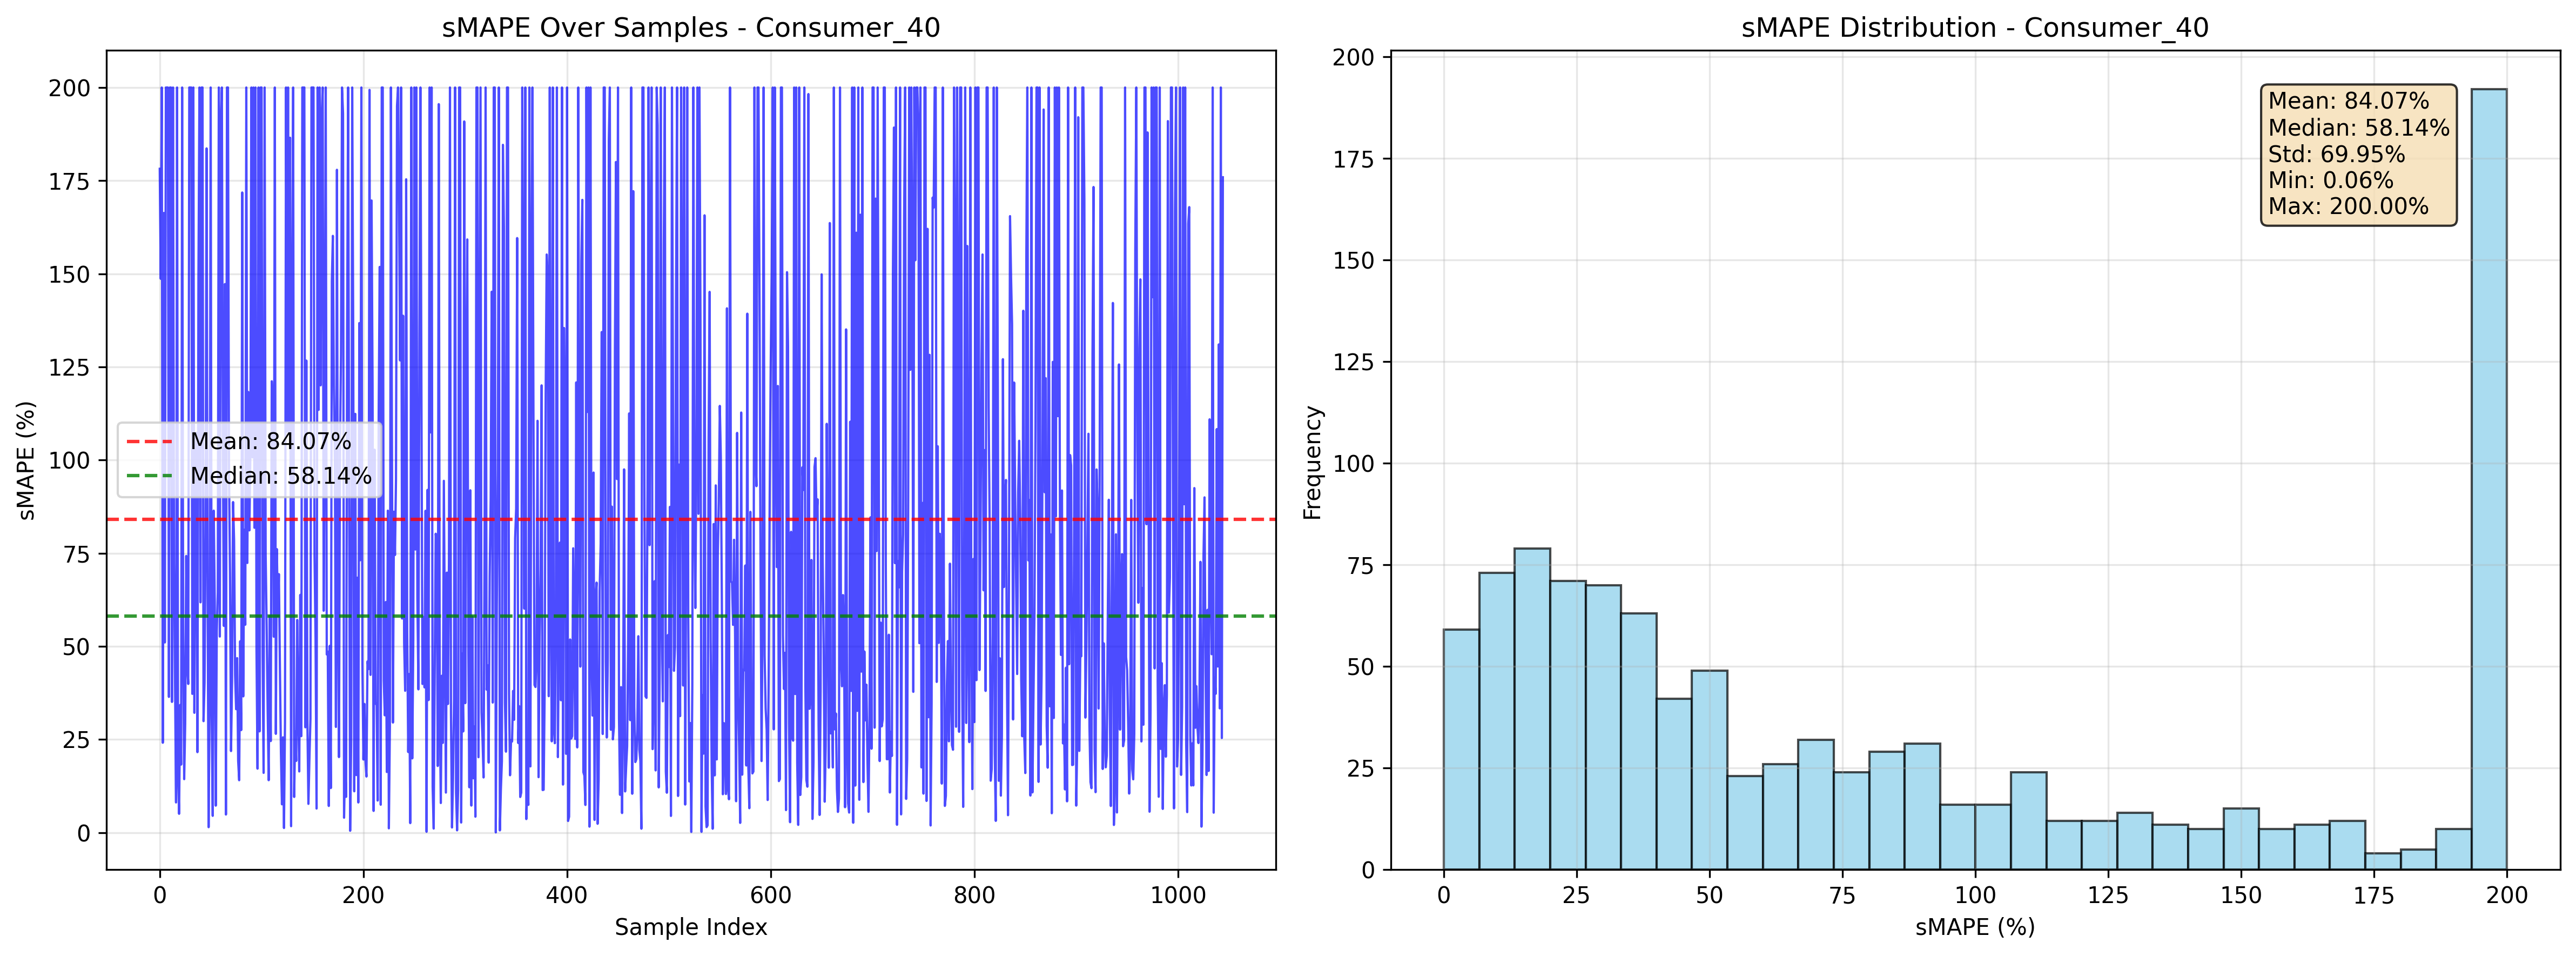 sMAPE Over Samples - Consumer_40
sMAPE (%)
200
175
150
125
100
75
50
25
0
Mean: 84.07%
Median: 58.14%
0
200
400
600
800
1000
Sample Index
sMAPE Distribution - Consumer_40
Frequency
200
175
150
125
100
75
50
25
0
Mean: 84.07%
Median: 58.14%
Std: 69.95%
Min: 0.06%
Max: 200.00%
0
25
50
75
100
125
150
175
200
sMAPE (%)